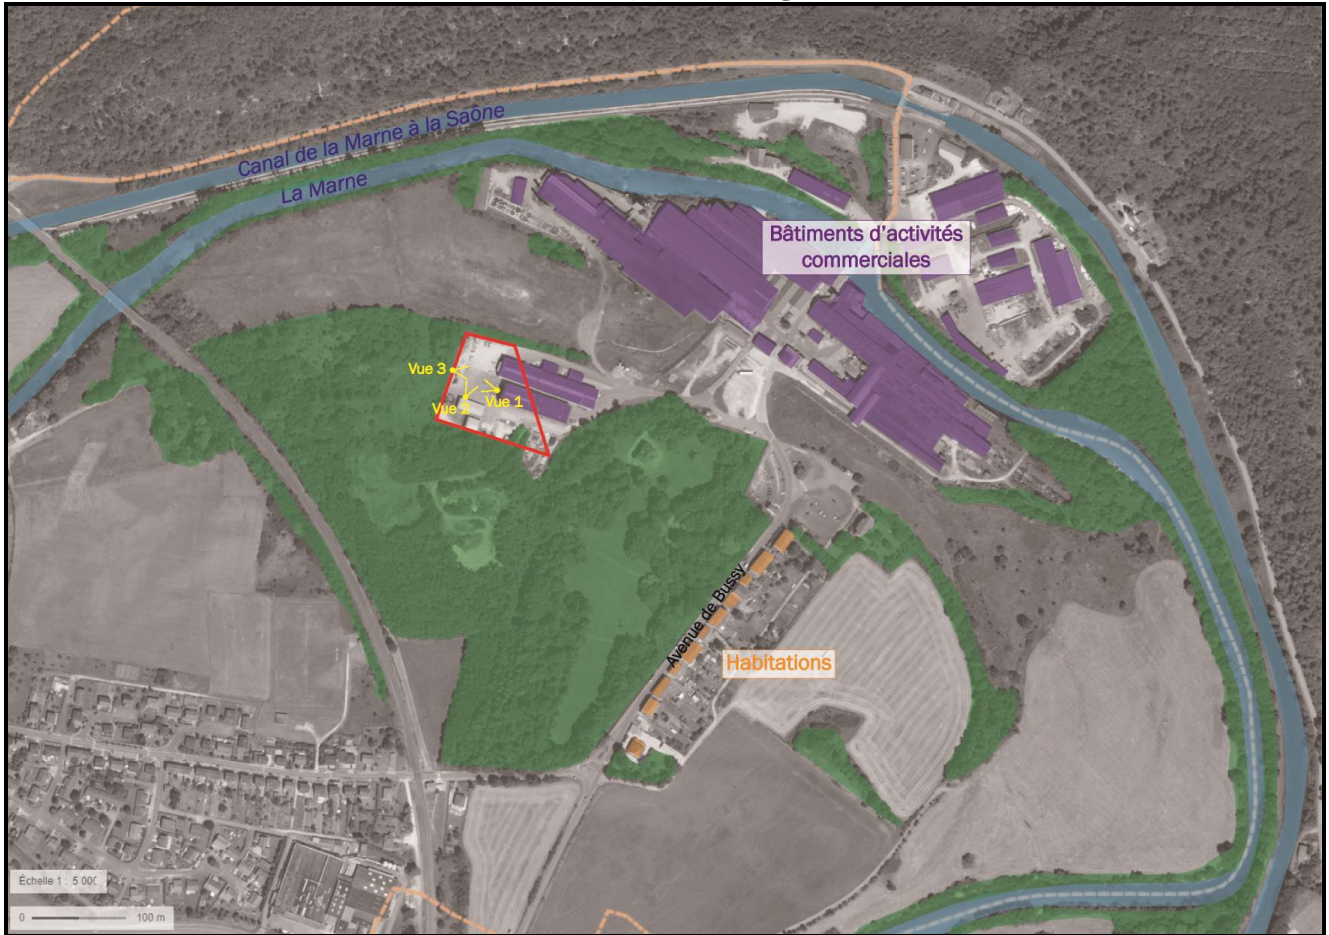 Canal de la Marne à la Saône
La Marne
Bâtiments d'activités
commerciales
Vue 3
Vue 2
Vue 1
Avenue de Bussy
Habitations
Échelle 1 : 5 000
0 100 m